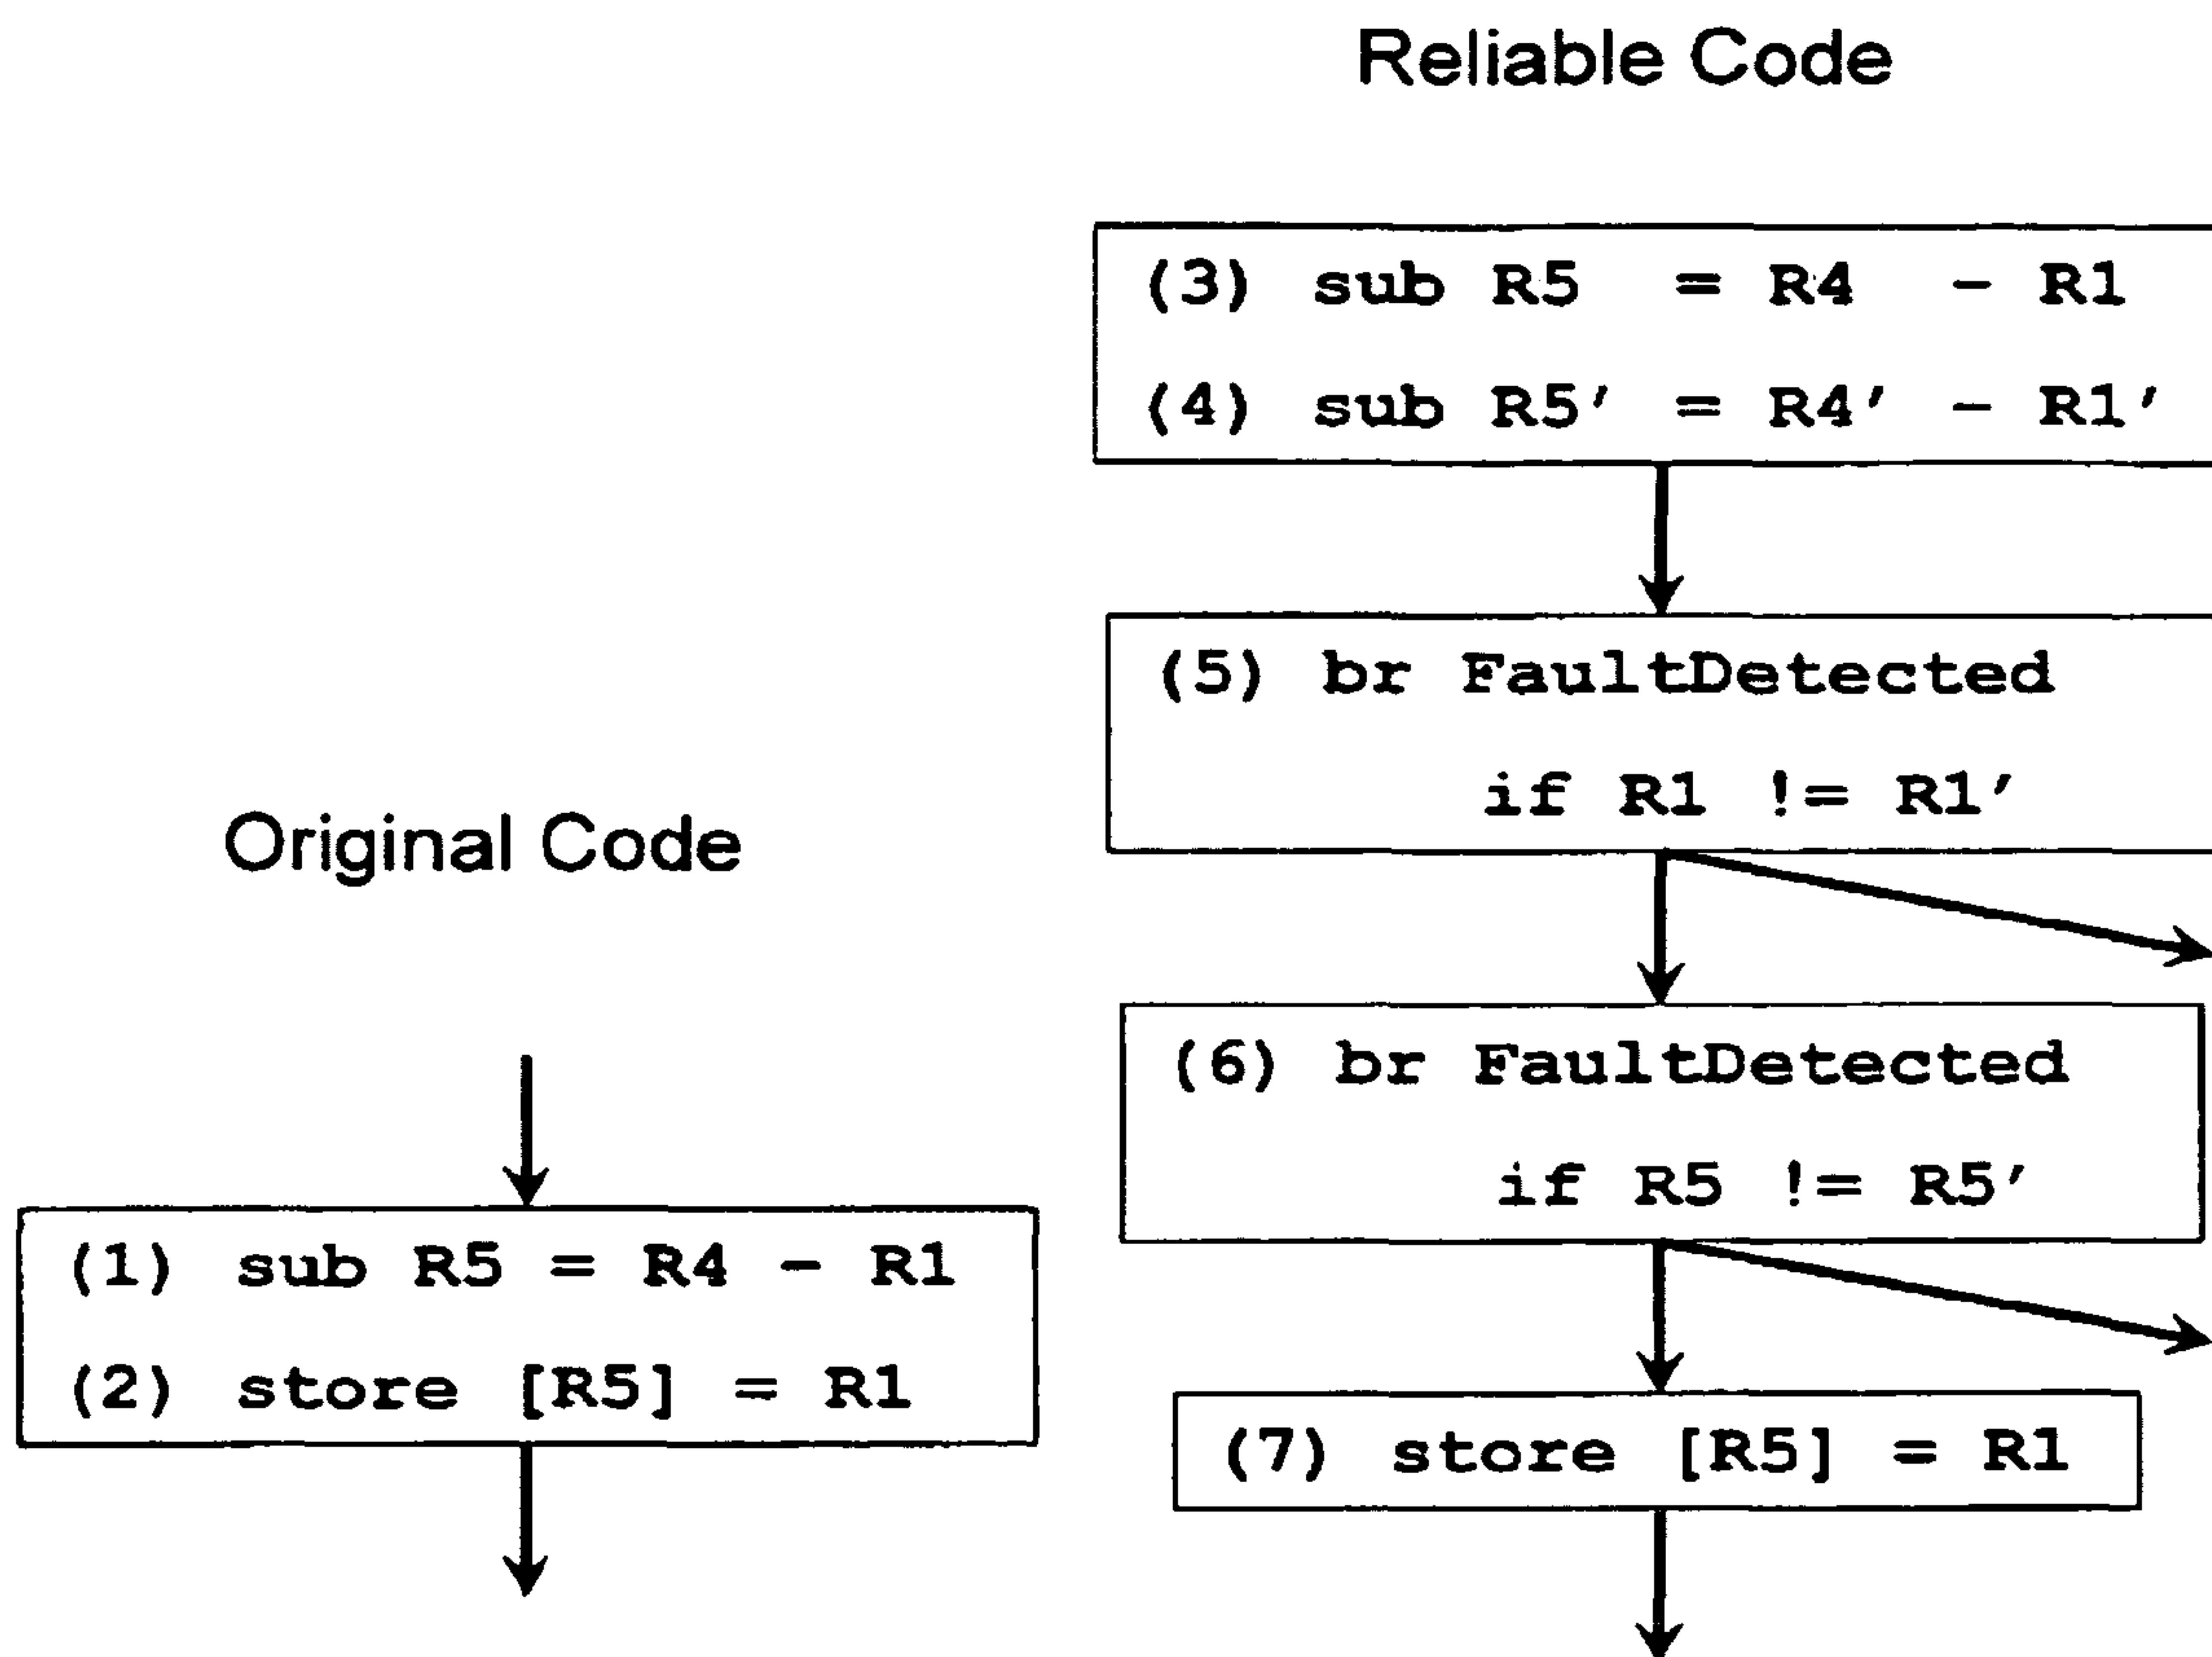 Reliable Code
(3) sub R5 = R4 - R1
(4) sub R5' = R4' - R1'
(5) br FaultDetected
if R1 != R1'
(6) br FaultDetected
if R5 != R5'
(7) store [R5] = R1
Original Code
(1) sub R5 = R4 - R1
(2) store [R5] = R1